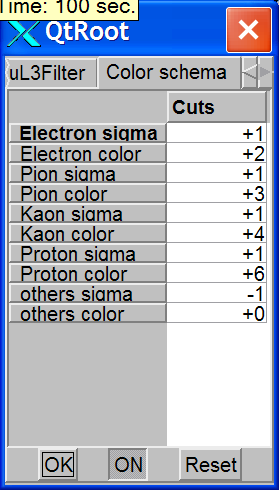 Time: 100 sec.
QtRoot
uL3Filter Color schema
Cuts
Electron sigma +1
Electron color +2
Pion sigma +1
Pion color +3
Kaon sigma +1
Kaon color +4
Proton sigma +1
Proton color +6
others sigma -1
others color +0
OK ON Reset